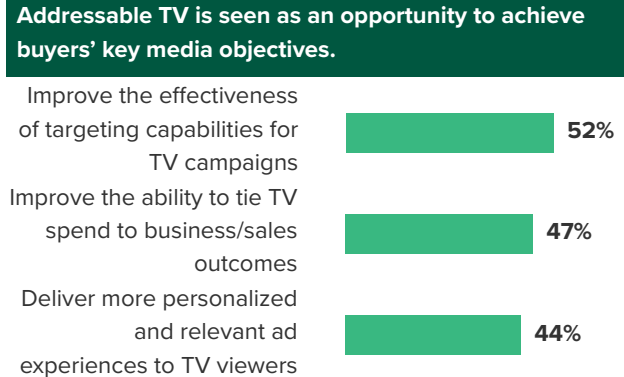 Addressable TV is seen as an opportunity to achieve
buyers’ key media objectives.
Improve the effectiveness
of targeting capabilities for
TV campaigns
52%
Improve the ability to tie TV
spend to business/sales
outcomes
47%
Deliver more personalized
and relevant ad
experiences to TV viewers
44%